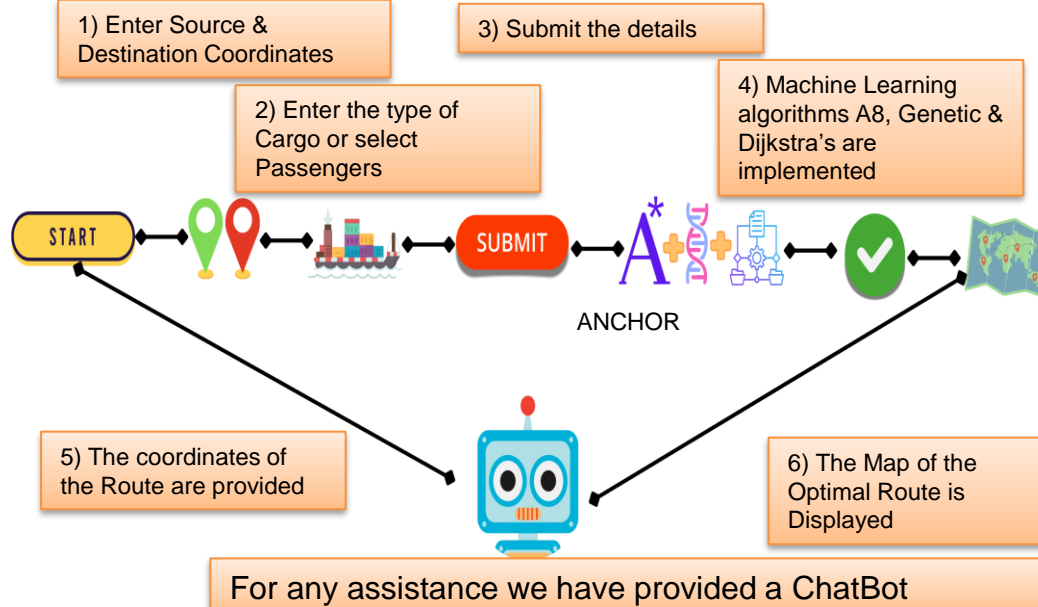 1) Enter Source &
Destination Coordinates
3) Submit the details
2) Enter the type of
Cargo or select
Passengers
4) Machine Learning
algorithms A8, Genetic &
Dijkstra's are
implemented
START
SUBMIT
A*
ANCHOR
5) The coordinates of
the Route are provided
6) The Map of the
Optimal Route is
Displayed
For any assistance we have provided a ChatBot